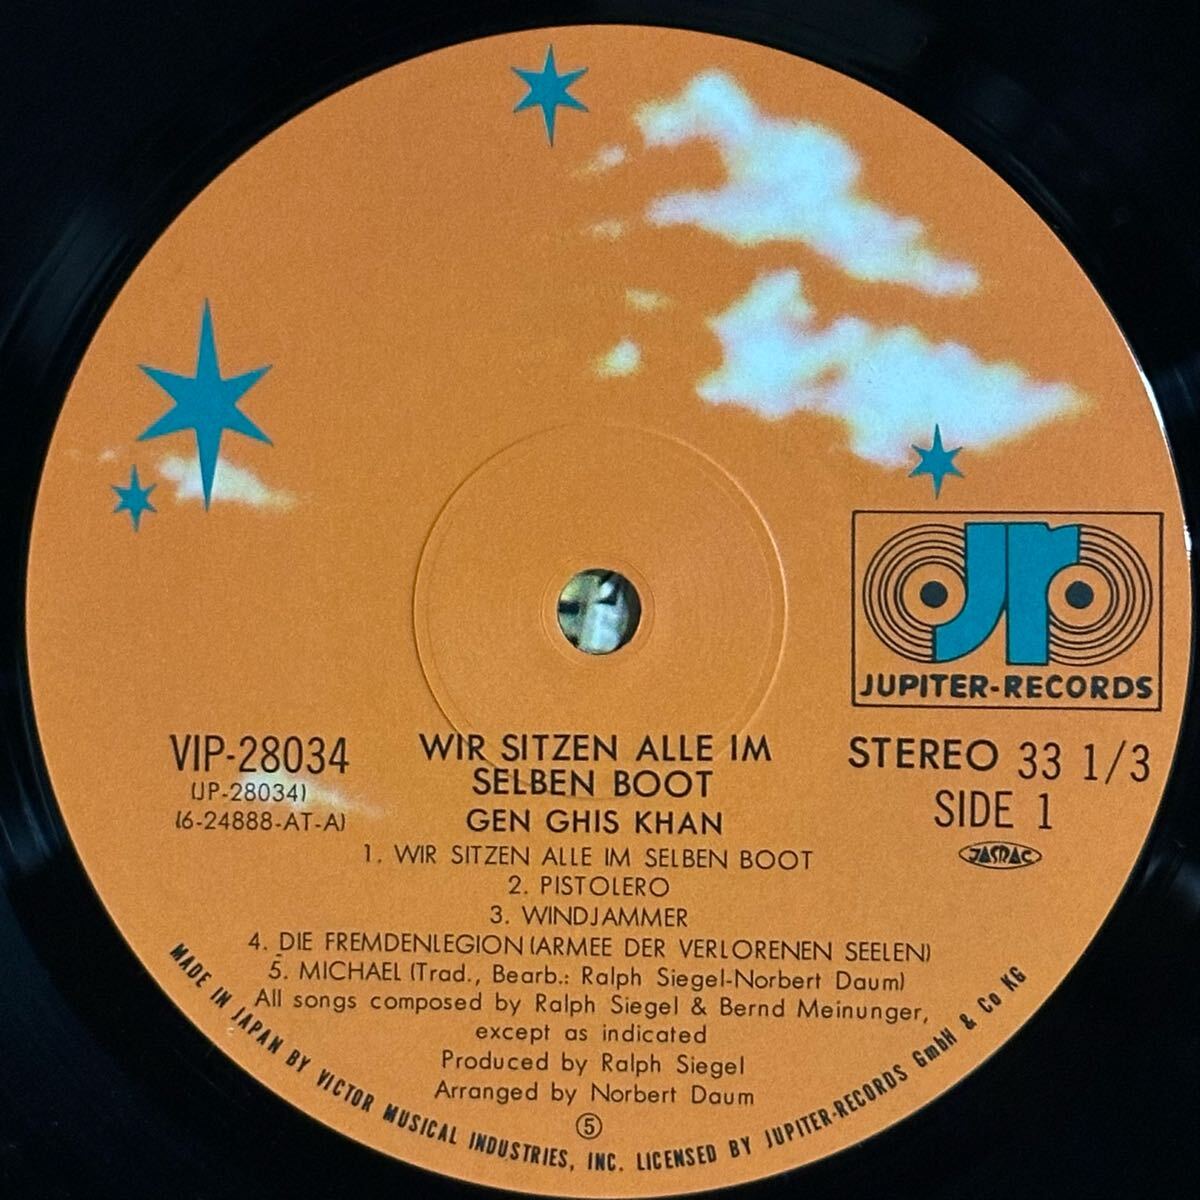 JR
JUPITER-RECORDS
VIP-28034
(JP-28034)
(6-24888-AT-A)
WIR SITZEN ALLE IM
SELBEN BOOT
GEN GHIS KHAN
STEREO 33 1/3
SIDE 1
JASRAC
1. WIR SITZEN ALLE IM SELBEN BOOT
2. PISTOLERO
3. WINDJAMMER
4. DIE FREMDENLEGION (ARMEE DER VERLORENEN SEELEN)
5. MICHAEL (Trad., Bearb.: Ralph Siegel-Norbert Daum)
All songs composed by Ralph Siegel & Bernd Meinunger,
except as indicated
Produced by Ralph Siegel
Arranged by Norbert Daum
⑤
MADE IN JAPAN BY VICTOR MUSICAL INDUSTRIES, INC. LICENSED BY JUPITER-RECORDS GmbH & Co KG